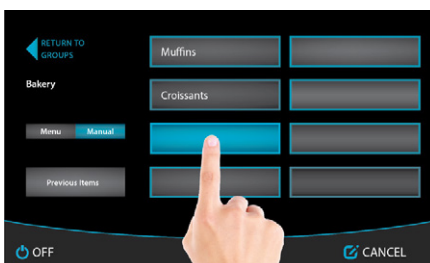 RETURN TO
GROUPS
Muffins
Bakery
Croissants
Menu
Manual
Previous Items
OFF
CANCEL